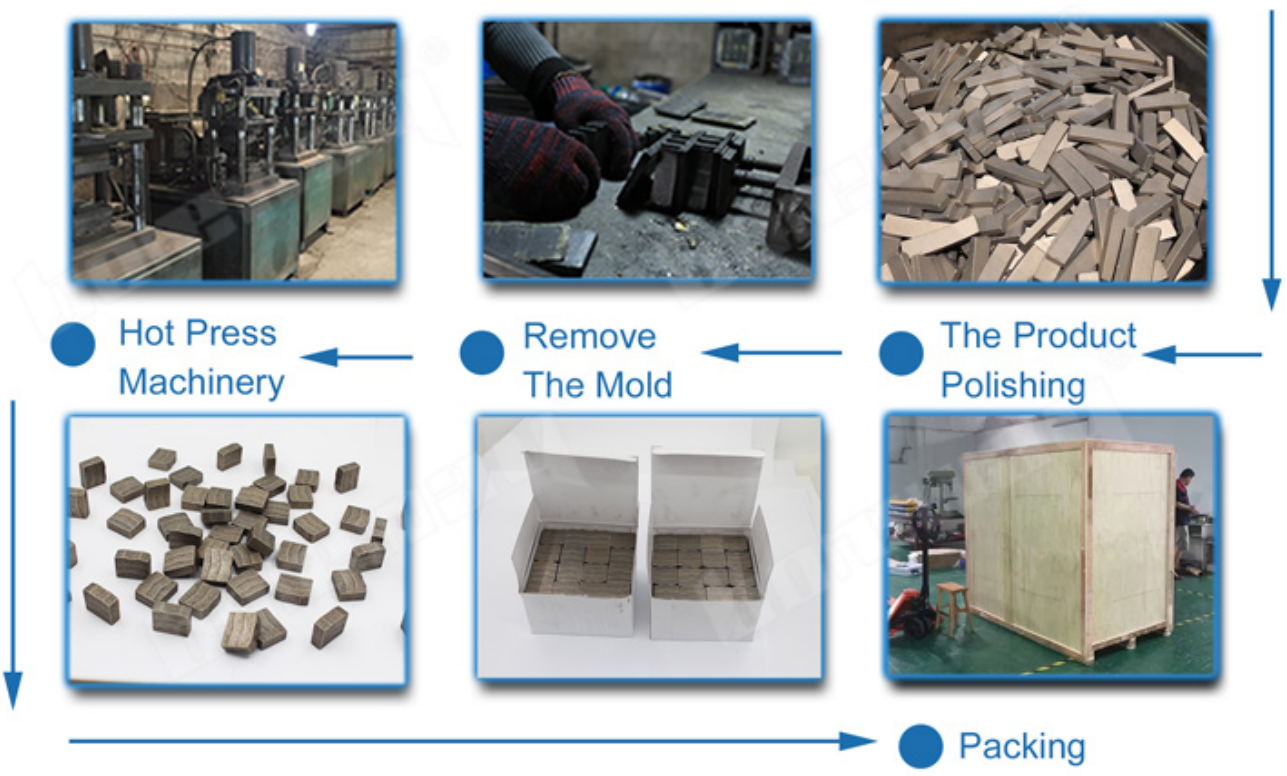 Hot Press
Machinery
Remove
The Mold
The Product
Polishing
Packing